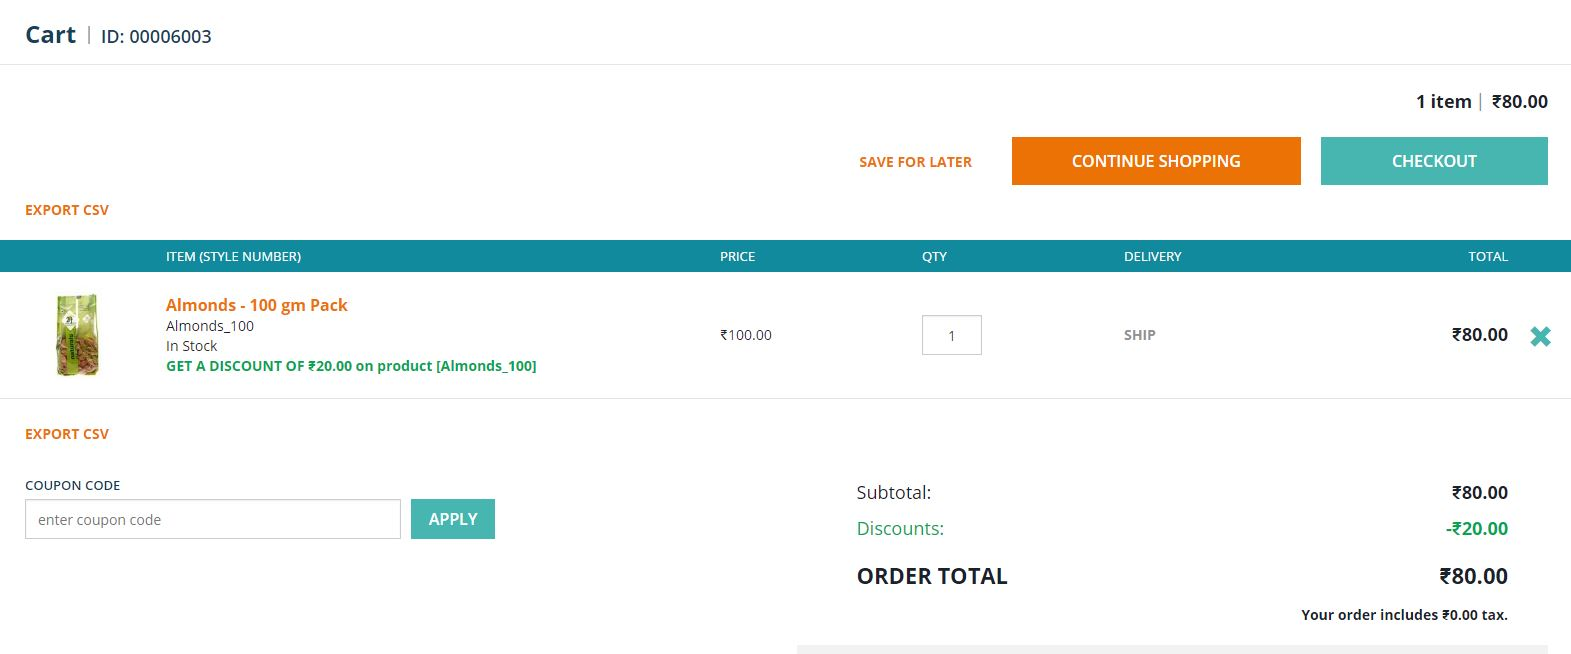 Cart | ID: 00006003
1 item | ₹80.00
SAVE FOR LATER CONTINUE SHOPPING CHECKOUT
EXPORT CSV
ITEM (STYLE NUMBER) PRICE QTY DELIVERY TOTAL
Almonds - 100 gm Pack
Almonds_100
In Stock
GET A DISCOUNT OF ₹20.00 on product [Almonds_100]
₹100.00 1 SHIP ₹80.00
EXPORT CSV
COUPON CODE
enter coupon code APPLY
Subtotal: ₹80.00
Discounts: -₹20.00
ORDER TOTAL ₹80.00
Your order includes ₹0.00 tax.